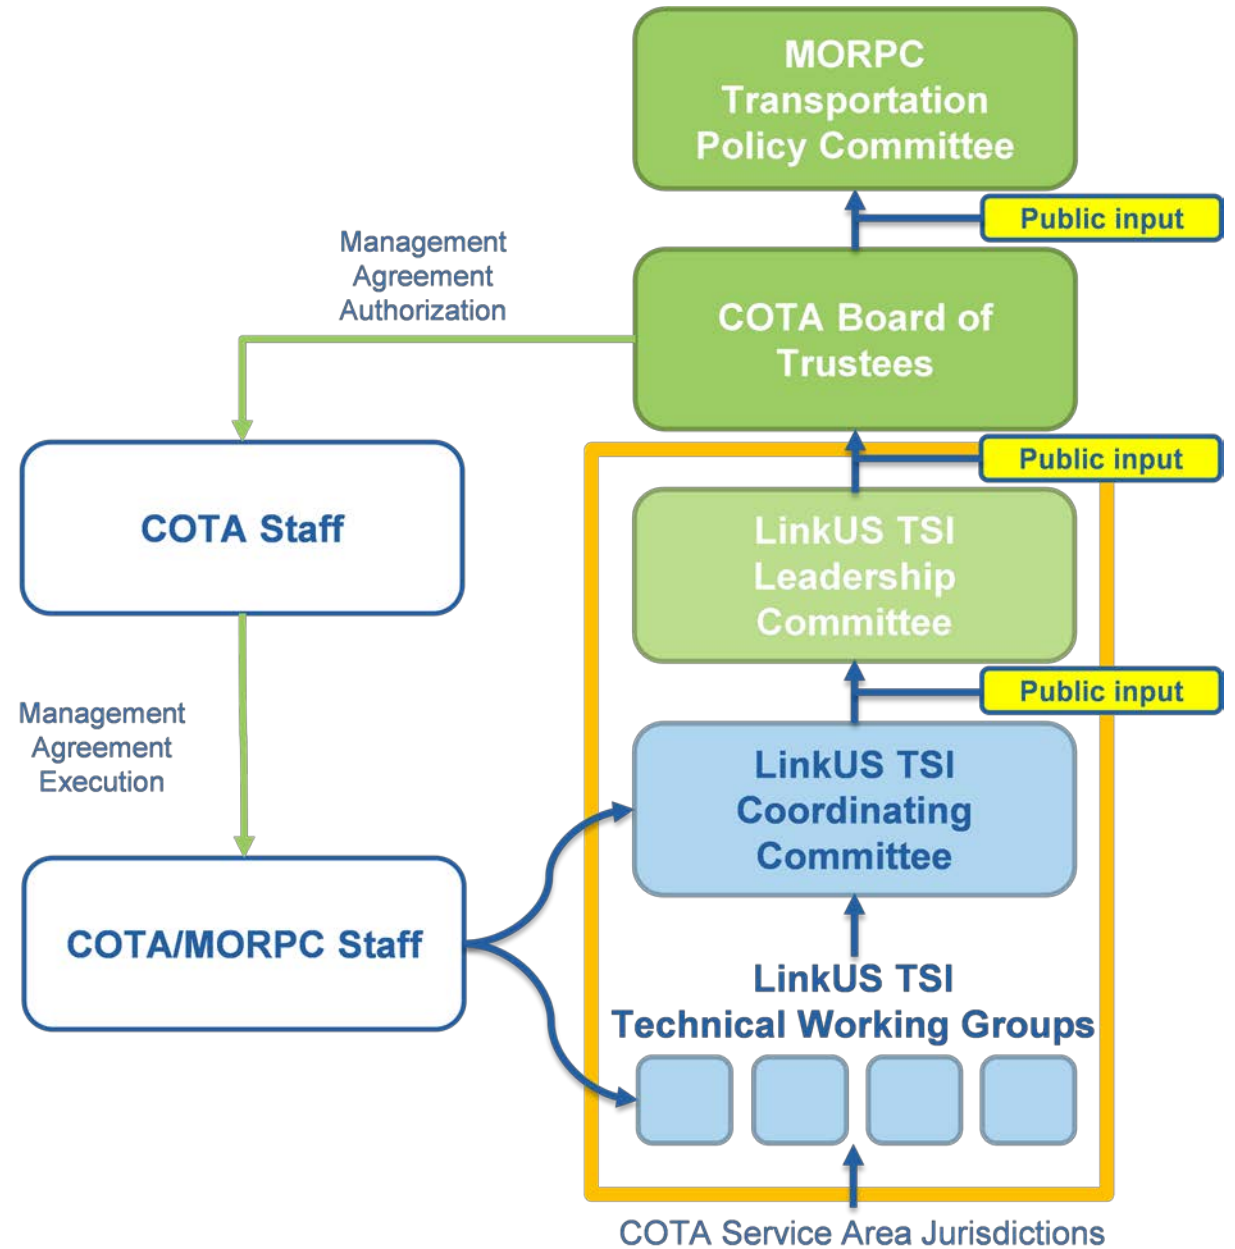 MORPC
Transportation
Policy Committee
Public input
Management
Agreement
Authorization
COTA Board of
Trustees
Public input
COTA Staff
LinkUS TSI
Leadership
Committee
Public input
Management
Agreement
Execution
LinkUS TSI
Coordinating
Committee
COTA/MORPC Staff
LinkUS TSI
Technical Working Groups
COTA Service Area Jurisdictions